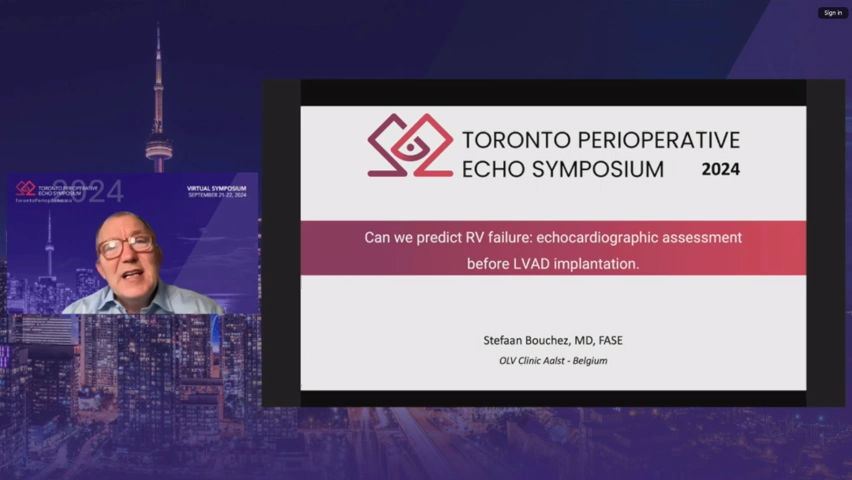 Sign in
TORONTO PERIOPERATIVE
ECHO SYMPOSIUM 2024
Can we predict RV failure: echocardiographic assessment
before LVAD implantation.
Stefaan Bouchez, MD, FASE
OLV Clinic Aalst - Belgium
TORONTO PERIOPERATIVE
ECHO SYMPOSIUM
2024
VIRTUAL SYMPOSIUM
SEPTEMBER 21-22, 2024